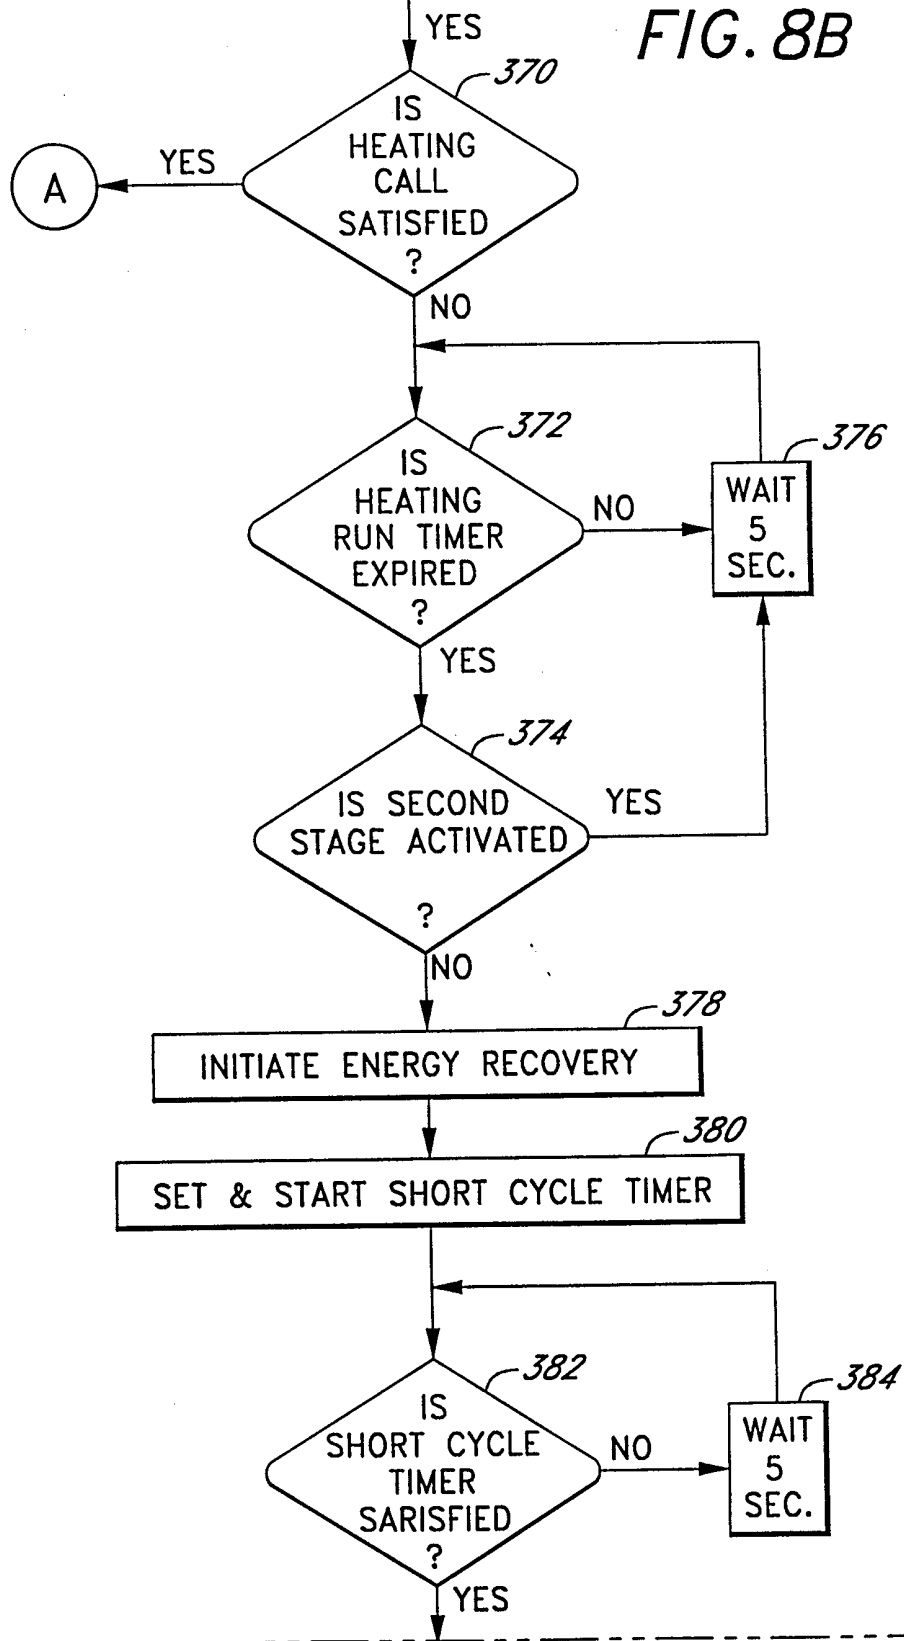 YES
FIG. 8B
370
IS
HEATING
CALL
SATISFIED
?
YES
A
NO
372
IS
HEATING
RUN TIMER
EXPIRED
?
NO
376
WAIT
5
SEC.
YES
374
IS SECOND
STAGE ACTIVATED
?
YES
NO
378
INITIATE ENERGY RECOVERY
380
SET & START SHORT CYCLE TIMER
382
IS
SHORT CYCLE
TIMER
SARISFIED
?
NO
384
WAIT
5
SEC.
YES